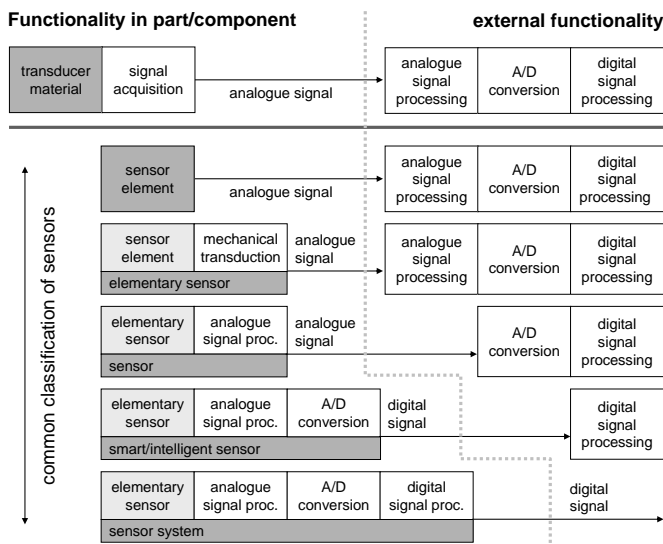 Functionality in part/component
external functionality
transducer
material
signal
acquisition
analogue signal
analogue
signal
processing
A/D
conversion
digital
signal
processing
common classification of sensors
sensor
element
analogue signal
analogue
signal
processing
A/D
conversion
digital
signal
processing
sensor
element
mechanical
transduction
elementary sensor
analogue
signal
analogue
signal
processing
A/D
conversion
digital
signal
processing
elementary
sensor
analogue
signal proc.
sensor
analogue
signal
A/D
conversion
digital
signal
processing
elementary
sensor
analogue
signal proc.
A/D
conversion
smart/intelligent sensor
digital
signal
digital
signal
processing
elementary
sensor
analogue
signal proc.
A/D
conversion
digital
signal proc.
sensor system
digital
signal